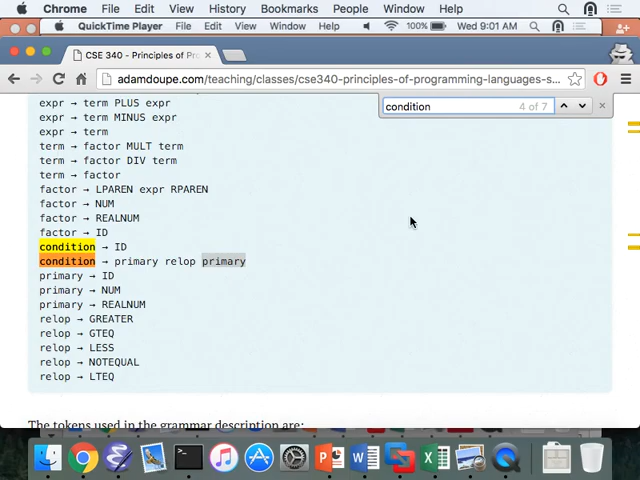 Chrome File Edit View History Bookmarks People Window Help
QuickTime Player File Edit View Window Help 100% Wed 9:01 AM
CSE 340 - Principles of Pro
adamdoupe.com/teaching/classes/cse340-principles-of-programming-languages-s...
condition 4 of 7
expr → term PLUS expr
expr → term MINUS expr
expr → term
term → factor MULT term
term → factor DIV term
term → factor
factor → LPAREN expr RPAREN
factor → NUM
factor → REALNUM
factor → ID
condition → ID
condition → primary relop primary
primary → ID
primary → NUM
primary → REALNUM
relop → GREATER
relop → GTEQ
relop → LESS
relop → NOTEQUAL
relop → LTEQ
The tokens used in the grammar description are: